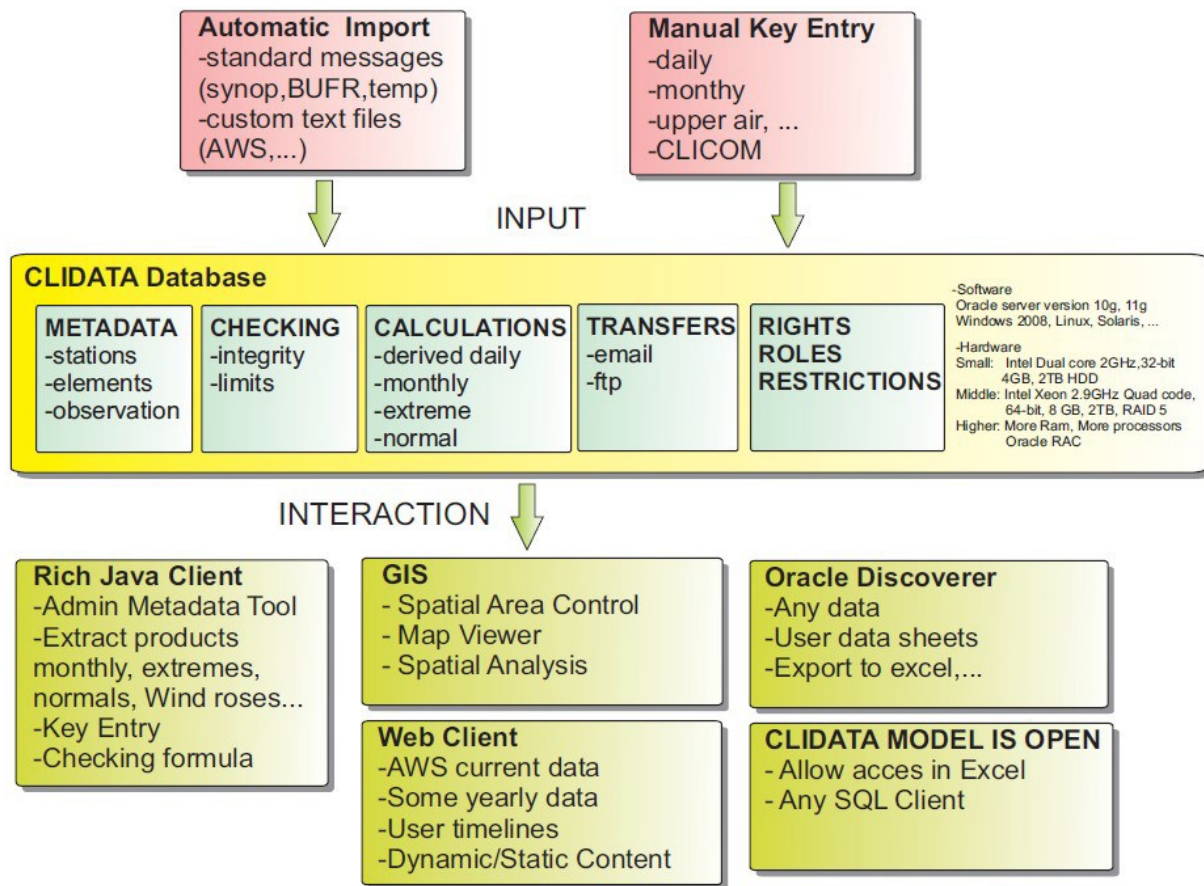 Automatic Import
-standard messages
(synop,BUFR,temp)
-custom text files
(AWS,...)
Manual Key Entry
-daily
-monthy
-upper air, ...
-CLICOM
INPUT
CLIDATA Database
METADATA
-stations
-elements
-observation
CHECKING
-integrity
-limits
CALCULATIONS
-derived daily
-monthly
-extreme
-normal
TRANSFERS
-email
-ftp
RIGHTS
ROLES
RESTRICTIONS
-Software
Oracle server version 10g, 11g
Windows 2008, Linux, Solaris, ...
-Hardware
Small: Intel Dual core 2GHz,32-bit
4GB, 2TB HDD
Middle: Intel Xeon 2.9GHz Quad code,
64-bit, 8 GB, 2TB, RAID 5
Higher: More Ram, More processors
Oracle RAC
INTERACTION
Rich Java Client
-Admin Metadata Tool
-Extract products
monthly, extremes,
normals, Wind roses...
-Key Entry
-Checking formula
GIS
- Spatial Area Control
- Map Viewer
- Spatial Analysis
Oracle Discoverer
-Any data
-User data sheets
-Export to excel,...
Web Client
-AWS current data
-Some yearly data
-User timelines
-Dynamic/Static Content
CLIDATA MODEL IS OPEN
- Allow acces in Excel
- Any SQL Client